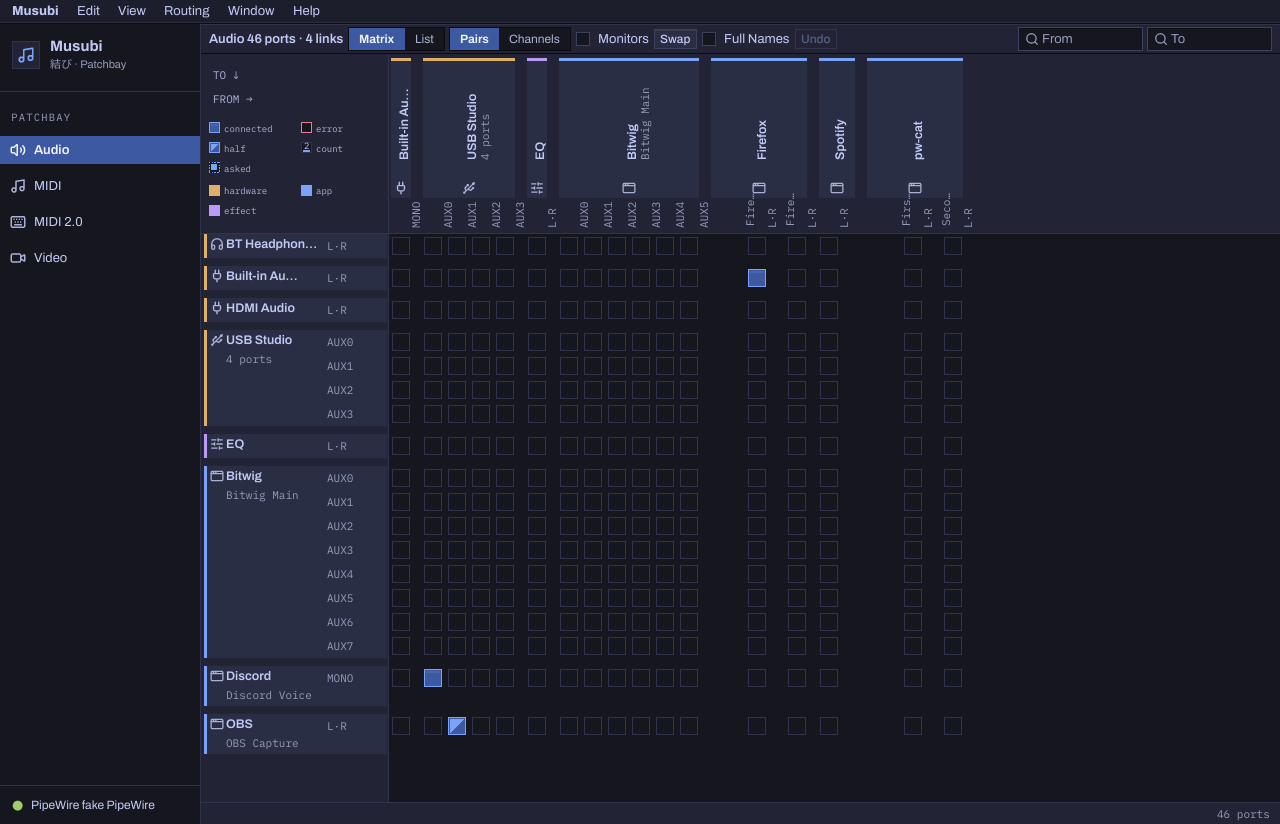 Musubi Edit View Routing Window Help
Musubi
結び · Patchbay
PATCHBAY
Audio
MIDI
MIDI 2.0
Video
PipeWire fake PipeWire
Audio 46 ports · 4 links Matrix List Pairs Channels Monitors Swap Full Names Undo From To
TO ↓
FROM →
connected error
half 2 count
asked
hardware app
effect
Built-in Au…
USB Studio
4 ports
EQ
Bitwig
Bitwig Main
Firefox
Spotify
pw-cat
MONO AUX0 AUX1 AUX2 AUX3 L·R AUX0 AUX1 AUX2 AUX3 AUX4 AUX5 Fire… L·R Fire… L·R L·R Firs… L·R Seco… L·R
BT Headphon… L·R
Built-in Au… L·R
HDMI Audio L·R
USB Studio AUX0
4 ports
AUX1
AUX2
AUX3
EQ L·R
Bitwig AUX0
Bitwig Main
AUX1
AUX2
AUX3
AUX4
AUX5
AUX6
AUX7
Discord MONO
Discord Voice
OBS L·R
OBS Capture
46 ports